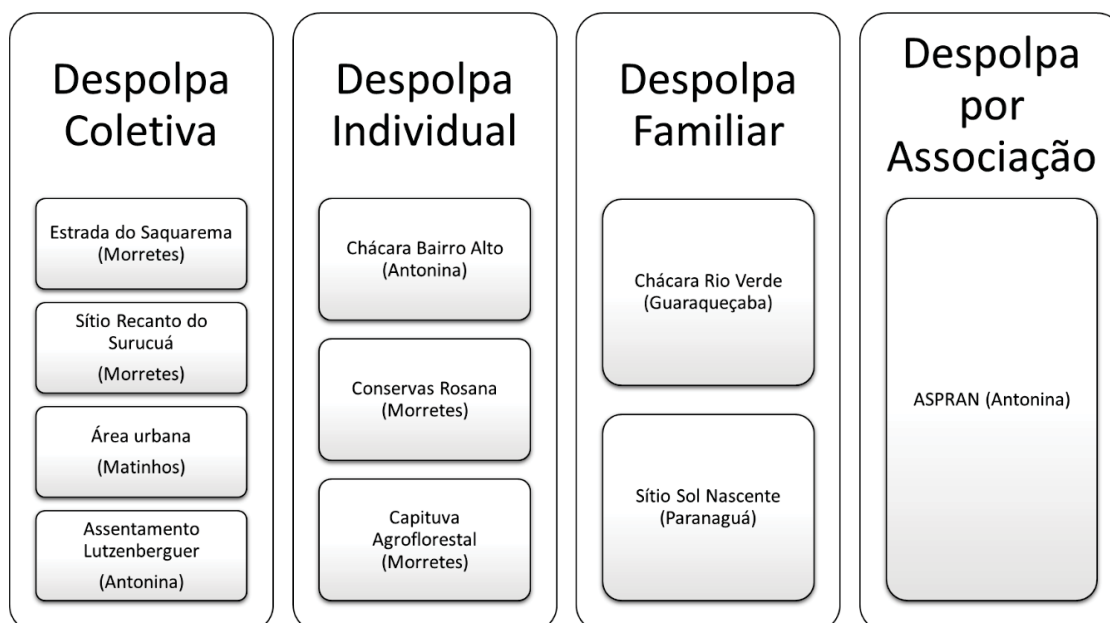 Despolpa
Coletiva
Estrada do Saquarema
(Morretes)
Sítio Recanto do
Surucuá
(Morretes)
Área urbana
(Matinhos)
Assentamento
Lutzenberguer
(Antonina)
Despolpa
Individual
Chácara Bairro Alto
(Antonina)
Conservas Rosana
(Morretes)
Capituva
Agroflorestal
(Morretes)
Despolpa
Familiar
Chácara Rio Verde
(Guaraqueçaba)
Sítio Sol Nascente
(Paranaguá)
Despolpa
por
Associação
ASPRAN (Antonina)